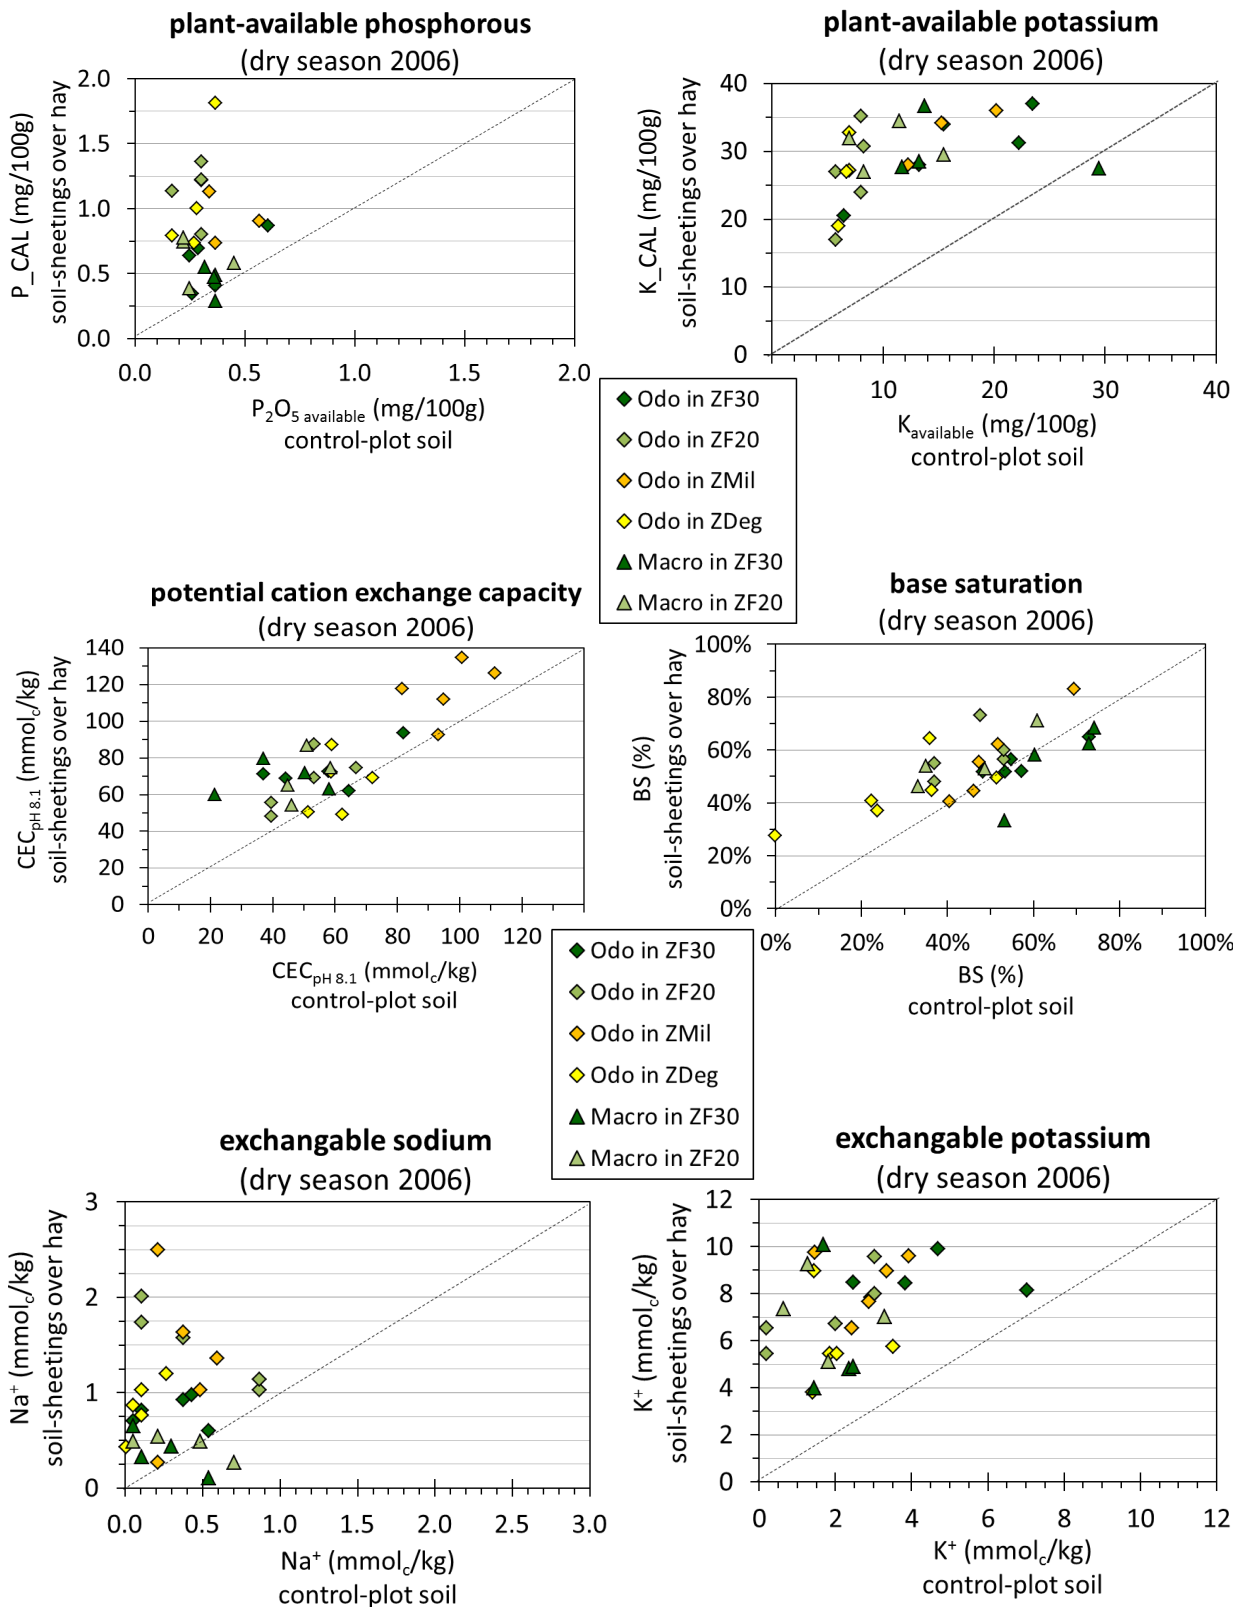 plant-available phosphorous
(dry season 2006)
P_CAL (mg/100g)
soil-sheetings over hay
2.0
1.5
1.0
0.5
0.0
0.0 0.5 1.0 1.5 2.0
P2O5 available (mg/100g)
control-plot soil
plant-available potassium
(dry season 2006)
K_CAL (mg/100g)
soil-sheetings over hay
40
30
20
10
0
10 20 30 40
Kavailable (mg/100g)
control-plot soil
Odo in ZF30
Odo in ZF20
Odo in ZMil
Odo in ZDeg
Macro in ZF30
Macro in ZF20
potential cation exchange capacity
(dry season 2006)
CECpH 8.1 (mmolc/kg)
soil-sheetings over hay
140
120
100
80
60
40
20
0
0 20 40 60 80 100 120
CECpH 8.1 (mmolc/kg)
control-plot soil
base saturation
(dry season 2006)
BS (%)
soil-sheetings over hay
100%
80%
60%
40%
20%
0%
0% 20% 40% 60% 80% 100%
BS (%)
control-plot soil
Odo in ZF30
Odo in ZF20
Odo in ZMil
Odo in ZDeg
Macro in ZF30
Macro in ZF20
exchangable sodium
(dry season 2006)
Na+ (mmolc/kg)
soil-sheetings over hay
3
2
1
0
0.0 0.5 1.0 1.5 2.0 2.5 3.0
Na+ (mmolc/kg)
control-plot soil
exchangable potassium
(dry season 2006)
K+ (mmolc/kg)
soil-sheetings over hay
12
10
8
6
4
2
0
0 2 4 6 8 10 12
K+ (mmolc/kg)
control-plot soil